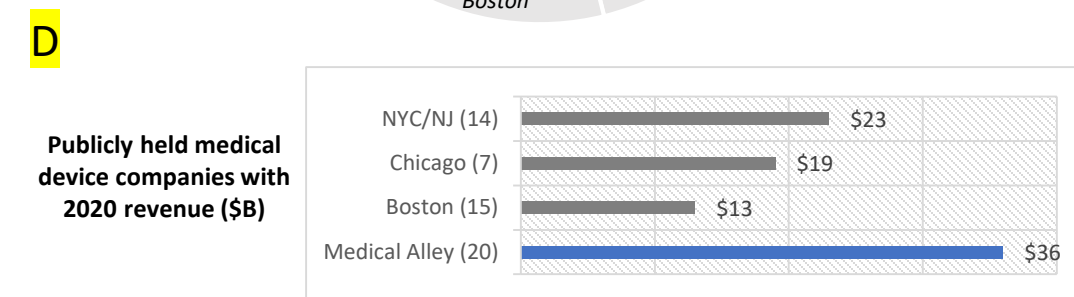 Boston
D
Publicly held medical
device companies with
2020 revenue ($B)
NYC/NJ (14) $23
Chicago (7) $19
Boston (15) $13
Medical Alley (20) $36